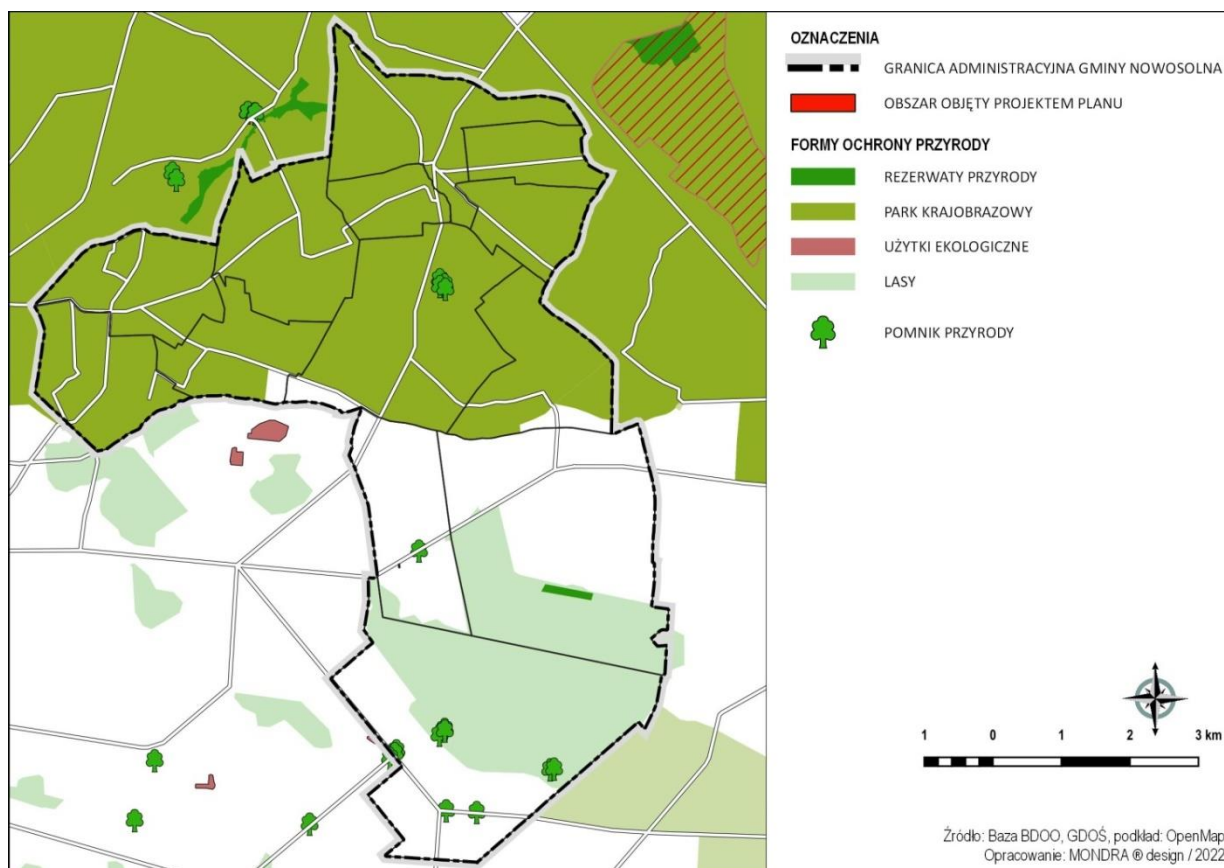 OZNACZENIA
GRANICA ADMINISTRACYJNA GMINY NOWOSOLNA
OBSZAR OBJĘTY PROJEKTEM PLANU
FORMY OCHRONY PRZYRODY
REZERWATY PRZYRODY
PARK KRAJOBRAZOWY
UŻYTKI EKOLOGICZNE
LASY
POMNIK PRZYRODY
1 0 1 2 3 km
Źródło: Baza BDOO, GDOŚ, podkład: OpenMap
Opracowanie: MONDRA ® design / 2022